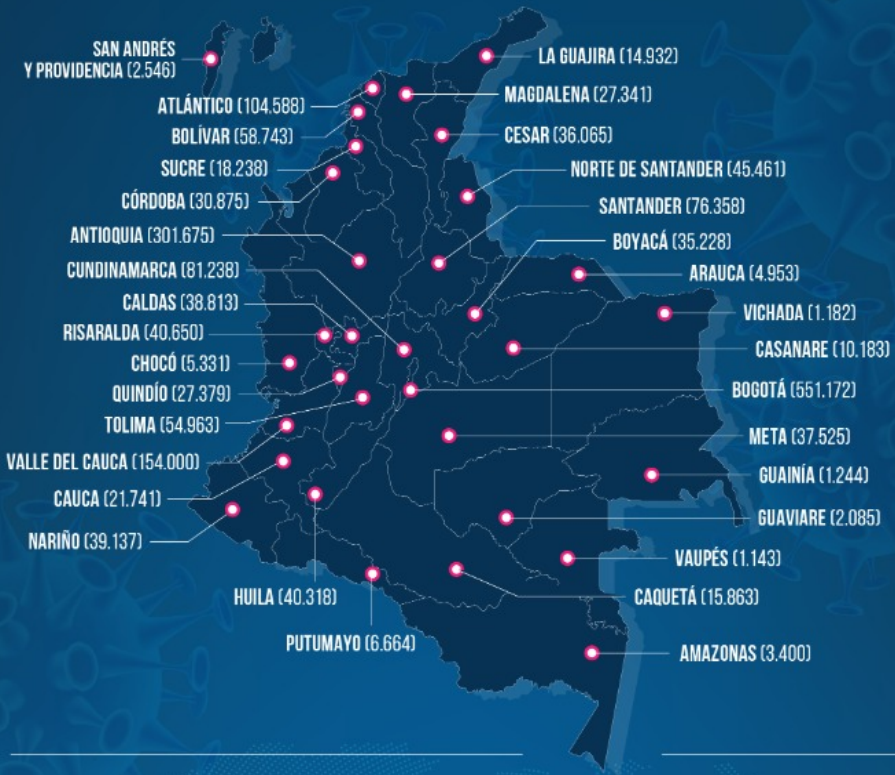 SAN ANDRÉS
Y PROVIDENCIA (2.546)
ATLÁNTICO (104.588)
BOLÍVAR (58.743)
SUCRE (18.238)
CÓRDOBA (30.875)
ANTIOQUIA (301.675)
CUNDINAMARCA (81.238)
CALDAS (38.813)
RISARALDA (40.650)
CHOCÓ (5.331)
QUINDÍO (27.379)
TOLIMA (54.963)
VALLE DEL CAUCA (154.000)
CAUCA (21.741)
NARIÑO (39.137)
HUILA (40.318)
PUTUMAYO (6.664)
LA GUAJIRA (14.932)
MAGDALENA (27.341)
CESAR (36.065)
NORTE DE SANTANDER (45.461)
SANTANDER (76.358)
BOYACÁ (35.228)
ARAUCA (4.953)
VICHADA (1.182)
CASANARE (10.183)
BOGOTÁ (551.172)
META (37.525)
GUAINÍA (1.244)
GUAVIARE (2.085)
VAUPÉS (1.143)
CAQUETÁ (15.863)
AMAZONAS (3.400)